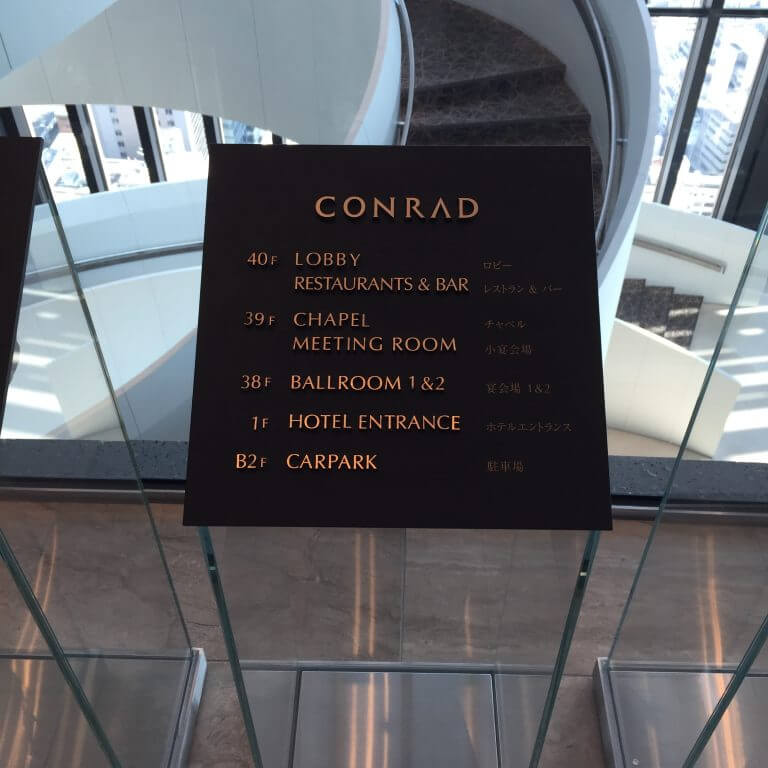 CONRAD
40F LOBBY ロビー
RESTAURANTS & BAR レストラン & バー
39F CHAPEL チャペル
MEETING ROOM 小宴会場
38F BALLROOM 1 & 2 宴会場 1 & 2
1F HOTEL ENTRANCE ホテルエントランス
B2F CARPARK 駐車場